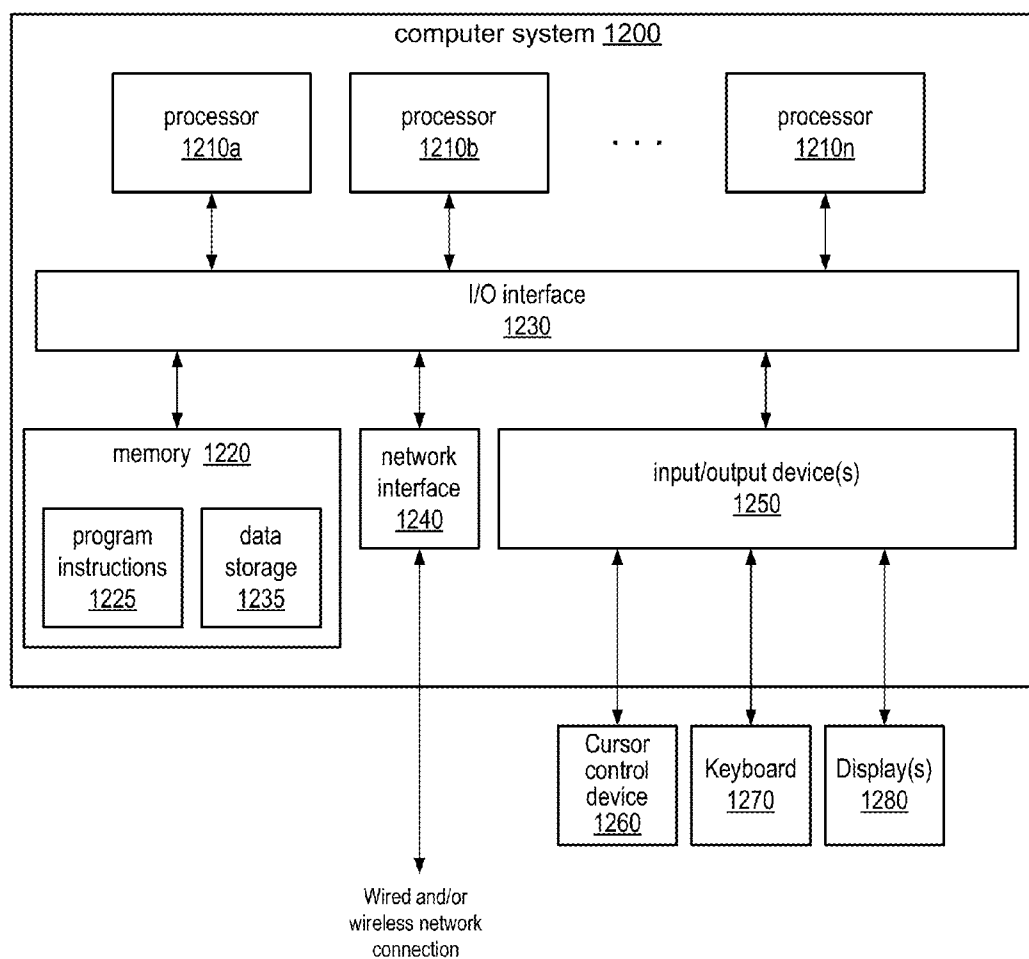 computer system 1200
processor
1210a
processor
1210b
. . .
processor
1210n
I/O interface
1230
memory 1220
program
instructions
1225
data
storage
1235
network
interface
1240
input/output device(s)
1250
Cursor
control
device
1260
Keyboard
1270
Display(s)
1280
Wired and/or
wireless network
connection